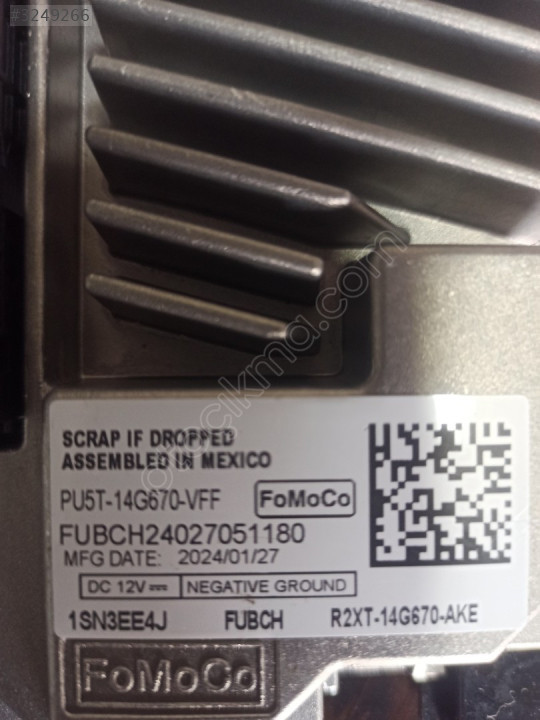 #3249266
SCRAP IF DROPPED
ASSEMBLED IN MEXICO
PU5T-14G670-VFF FoMoCo
FUBCH24027051180
MFG DATE: 2024/01/27
DC 12V⎓ NEGATIVE GROUND
1SN3EE4J FUBCH R2XT-14G670-AKE
FoMoCo